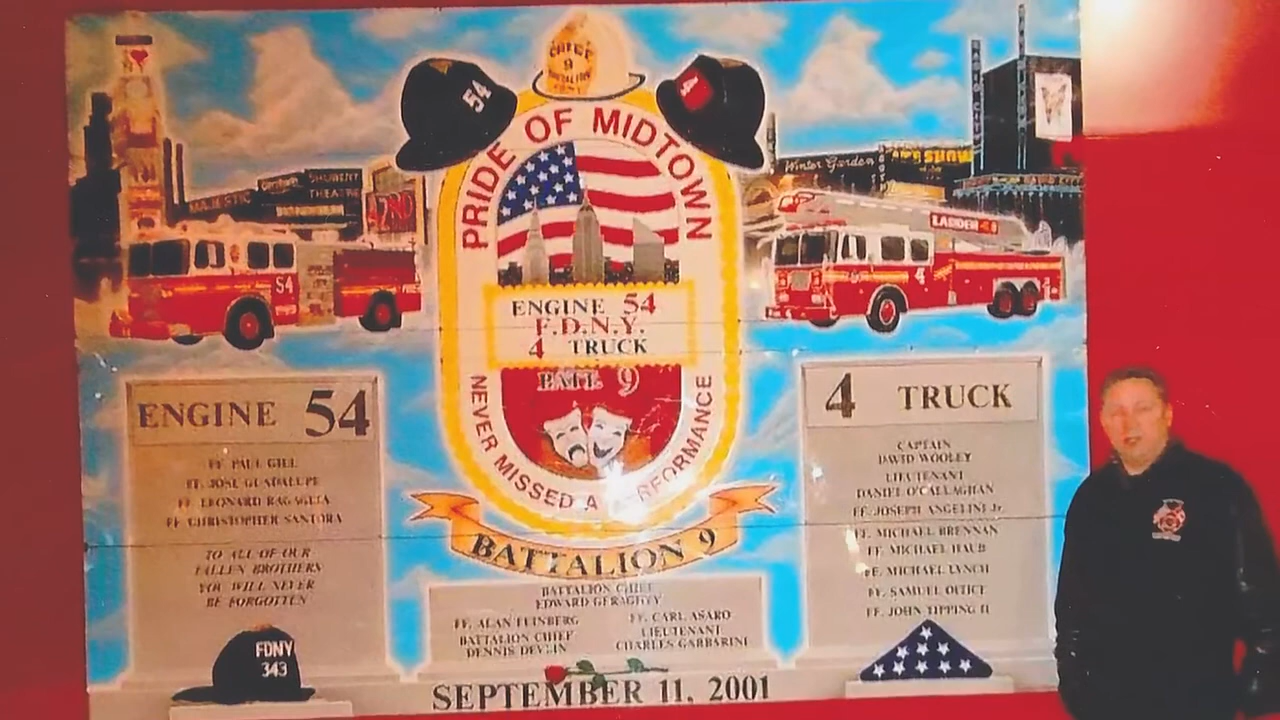 CHIEF
9
BATTALION
FDNY
54
4
PRIDE OF MIDTOWN
MAJESTIC
SHUBERT
THEATRE
42ND
Winter Garden
SHOW
RADIO CITY
54
LADDER 4
4
ENGINE 54
F.D.N.Y.
4 TRUCK
BATT. 9
NEVER MISSED A PERFORMANCE
BATTALION 9
ENGINE 54
FF. PAUL GILL
FF. JOSE GUADALUPE
FF. LEONARD RAGAGLIA
FF. CHRISTOPHER SANTORA
TO ALL OF OUR
FALLEN BROTHERS
YOU WILL NEVER
BE FORGOTTEN
FDNY
343
BATTALION CHIEF
EDWARD GERAGHTY
FF. ALAN FEINBERG
BATTALION CHIEF
DENNIS DEVLIN
FF. CARL ASARO
LIEUTENANT
CHARLES GARBARINI
4 TRUCK
CAPTAIN
DAVID WOOLEY
LIEUTENANT
DANIEL O'CALLAGHAN
FF. JOSEPH ANGELINI Jr.
FF. MICHAEL BRENNAN
FF. MICHAEL HAUB
FF. MICHAEL LYNCH
FF. SAMUEL OITICE
FF. JOHN TIPPING II
SEPTEMBER 11, 2001